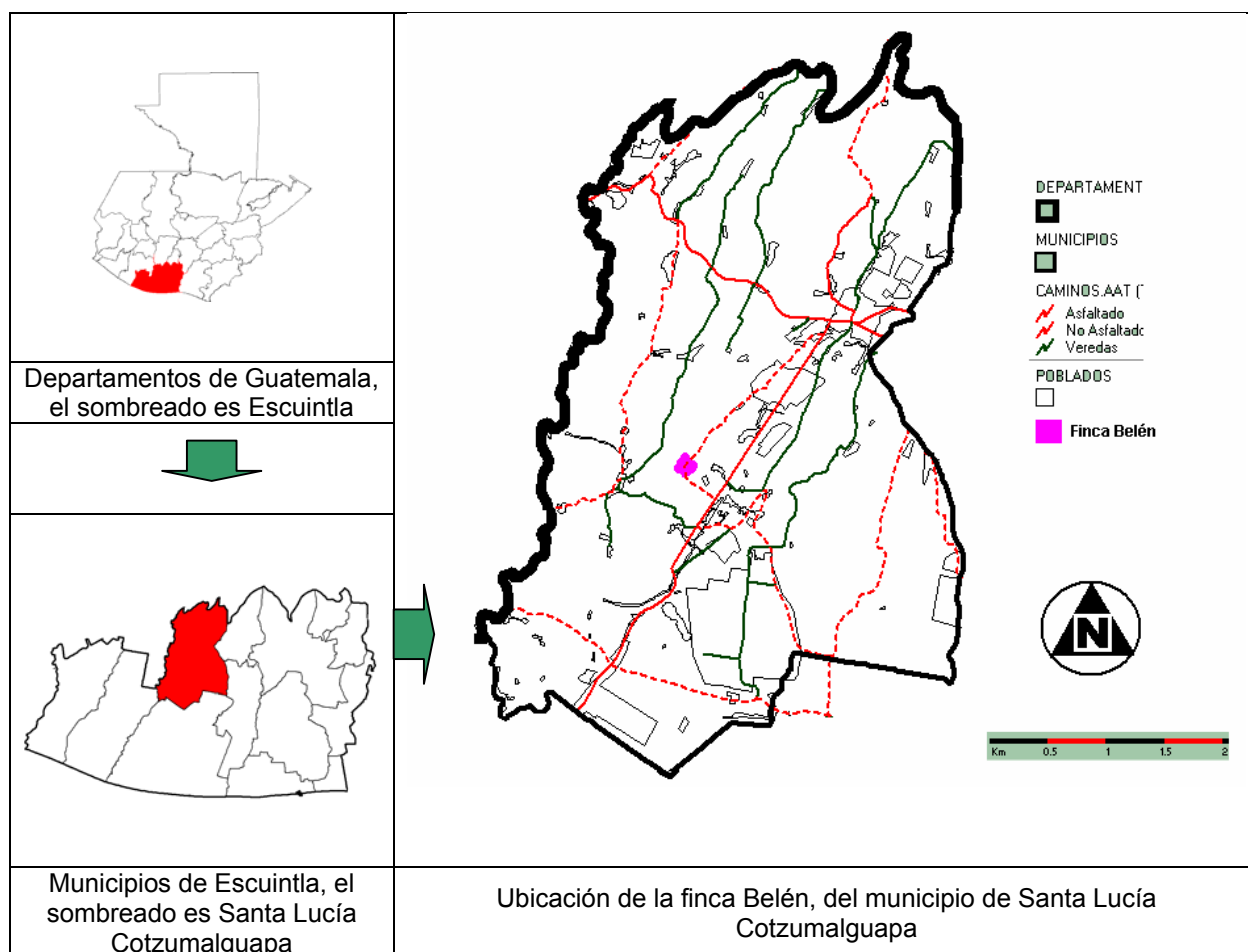 Departamentos de Guatemala,
el sombreado es Escuintla
Municipios de Escuintla, el
sombreado es Santa Lucía
Cotzumalguapa
DEPARTAMENT
MUNICIPIOS
CAMINOS.AAT (
Asfaltado
No Asfaltado
Veredas
POBLADOS
Finca Belén
N
Km 0.5 1 1.5 2
Ubicación de la finca Belén, del municipio de Santa Lucía
Cotzumalguapa